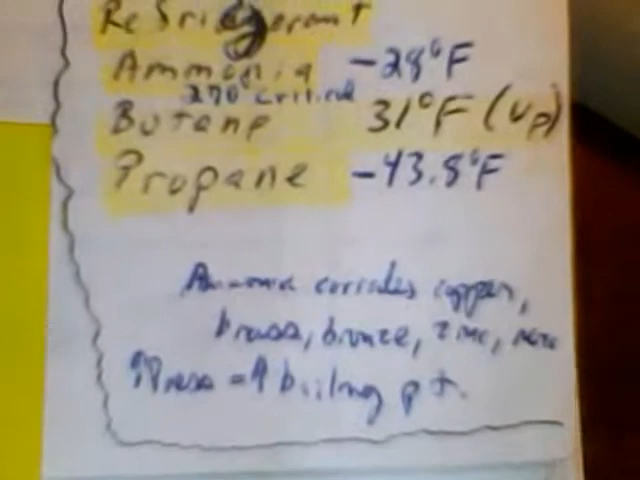 Refrigerant
Ammonia -28°F
270° critical
Butane 31°F (up)
Propane -43.8°F
Ammonia corrodes copper,
brass, bronze, zinc,
↑Press = ↑ boiling pt.